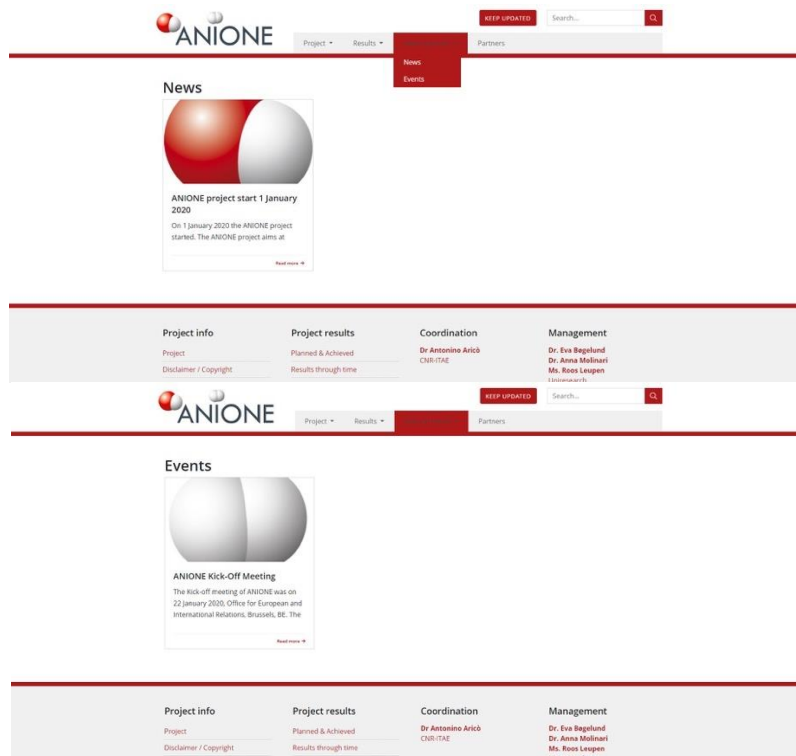 ANIONE
KEEP UPDATED Search...
Project Results Partners
News
Events
News
ANIONE project start 1 January
2020
On 1 January 2020 the ANIONE project
started. The ANIONE project aims at
Read more
Project info Project results Coordination Management
Project Planned & Achieved Dr Antonino Aricò Dr. Eva Bøgelund
Disclaimer / Copyright Results through time CNR-ITAE Dr. Anna Molinari
Ms. Roos Leupen
Uniresearch
ANIONE
KEEP UPDATED Search...
Project Results Partners
Events
ANIONE Kick-Off Meeting
The Kick-off meeting of ANIONE was on
22 January 2020, Office for European and
International Relations, Brussels, BE. The
Read more
Project info Project results Coordination Management
Project Planned & Achieved Dr Antonino Aricò Dr. Eva Bøgelund
Disclaimer / Copyright Results through time CNR-ITAE Dr. Anna Molinari
Ms. Roos Leupen